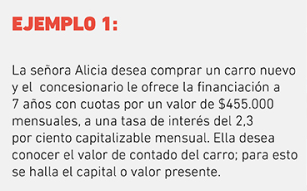 EJEMPLO 1:
La señora Alicia desea comprar un carro nuevo
y el concesionario le ofrece la financiación a
7 años con cuotas por un valor de $455.000
mensuales, a una tasa de interés del 2,3
por ciento capitalizable mensual. Ella desea
conocer el valor de contado del carro; para esto
se halla el capital o valor presente.